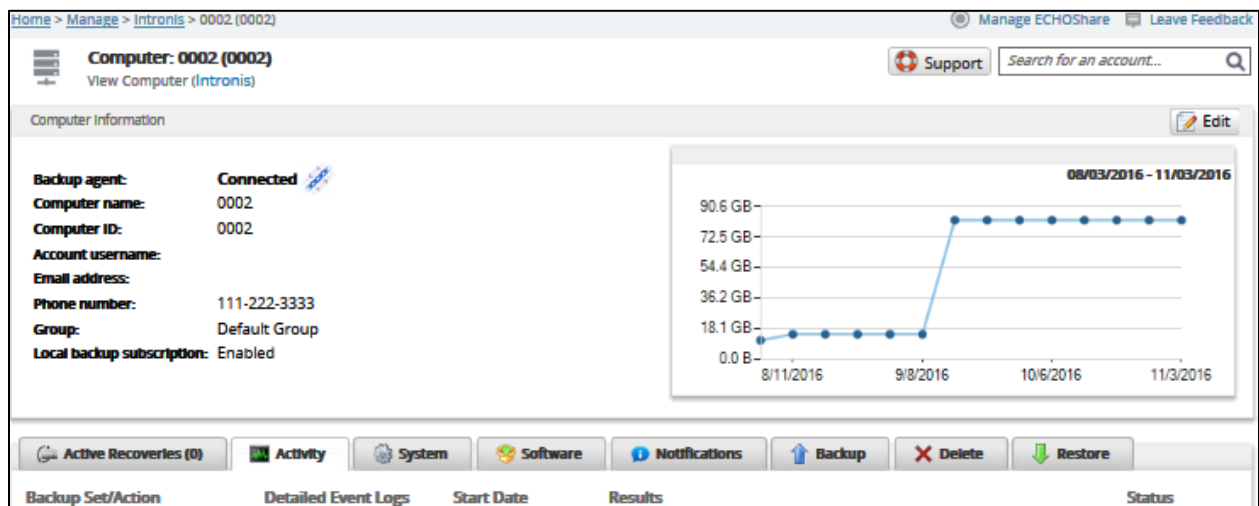 Home > Manage > Intronis > 0002 (0002)
Manage ECHOShare Leave Feedback
Computer: 0002 (0002)
View Computer (Intronis)
Support Search for an account...
Computer Information Edit
Backup agent: Connected
Computer name: 0002
Computer ID: 0002
Account username:
Email address:
Phone number: 111-222-3333
Group: Default Group
Local backup subscription: Enabled
08/03/2016 - 11/03/2016
90.6 GB
72.5 GB
54.4 GB
36.2 GB
18.1 GB
0.0 B
8/11/2016 9/8/2016 10/6/2016 11/3/2016
Active Recoveries (0) Activity System Software Notifications Backup Delete Restore
Backup Set/Action Detailed Event Logs Start Date Results Status